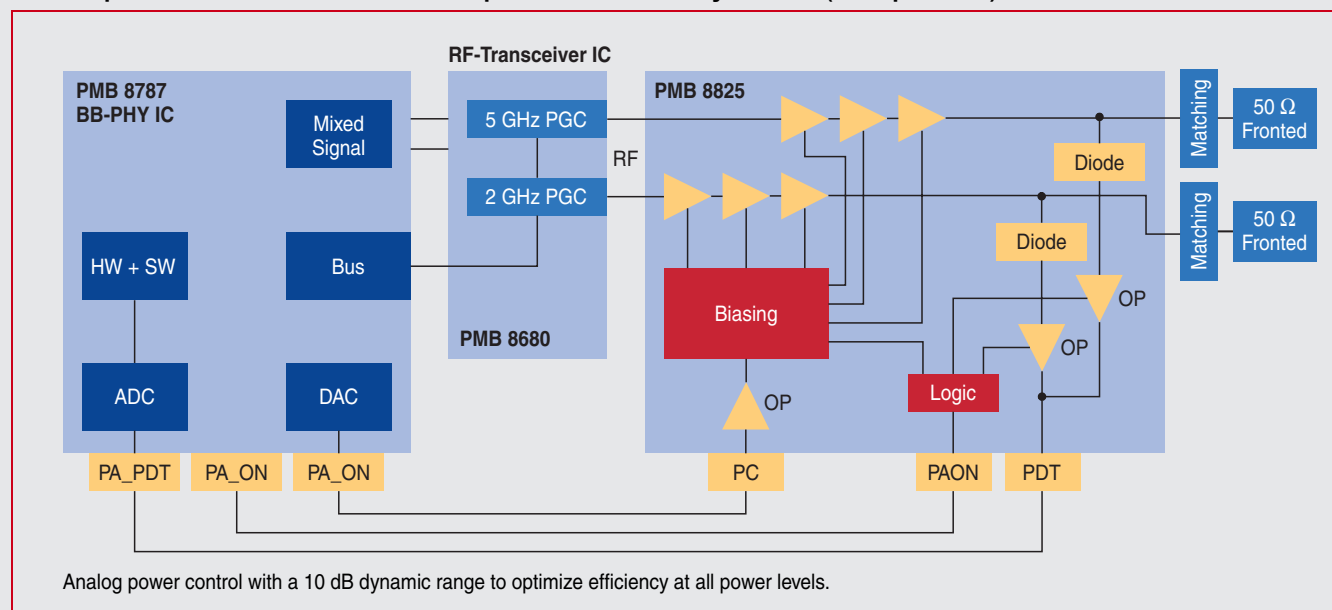 RF-Transceiver IC
PMB 8787
BB-PHY IC
Mixed
Signal
HW + SW
Bus
ADC
DAC
5 GHz PGC
2 GHz PGC
RF
PMB 8680
PMB 8825
Biasing
OP
Logic
Diode
Diode
OP
OP
Matching
50 Ω
Fronted
Matching
50 Ω
Fronted
PA_PDT
PA_ON
PA_ON
PC
PAON
PDT
Analog power control with a 10 dB dynamic range to optimize efficiency at all power levels.